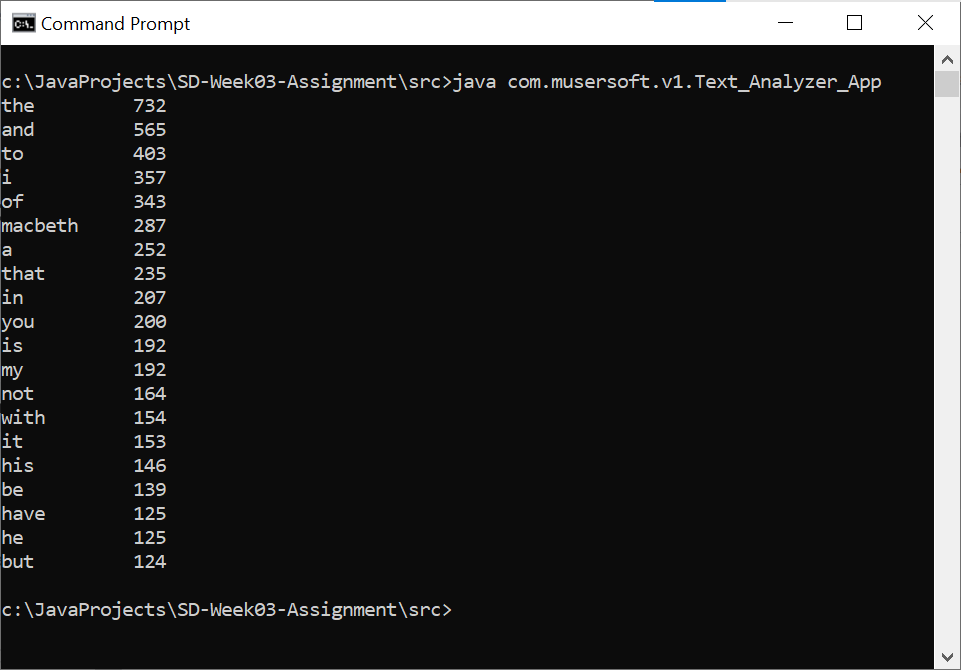 Command Prompt
c:\JavaProjects\SD-Week03-Assignment\src>java com.musersoft.v1.Text_Analyzer_App
the 732
and 565
to 403
i 357
of 343
macbeth 287
a 252
that 235
in 207
you 200
is 192
my 192
not 164
with 154
it 153
his 146
be 139
have 125
he 125
but 124
c:\JavaProjects\SD-Week03-Assignment\src>